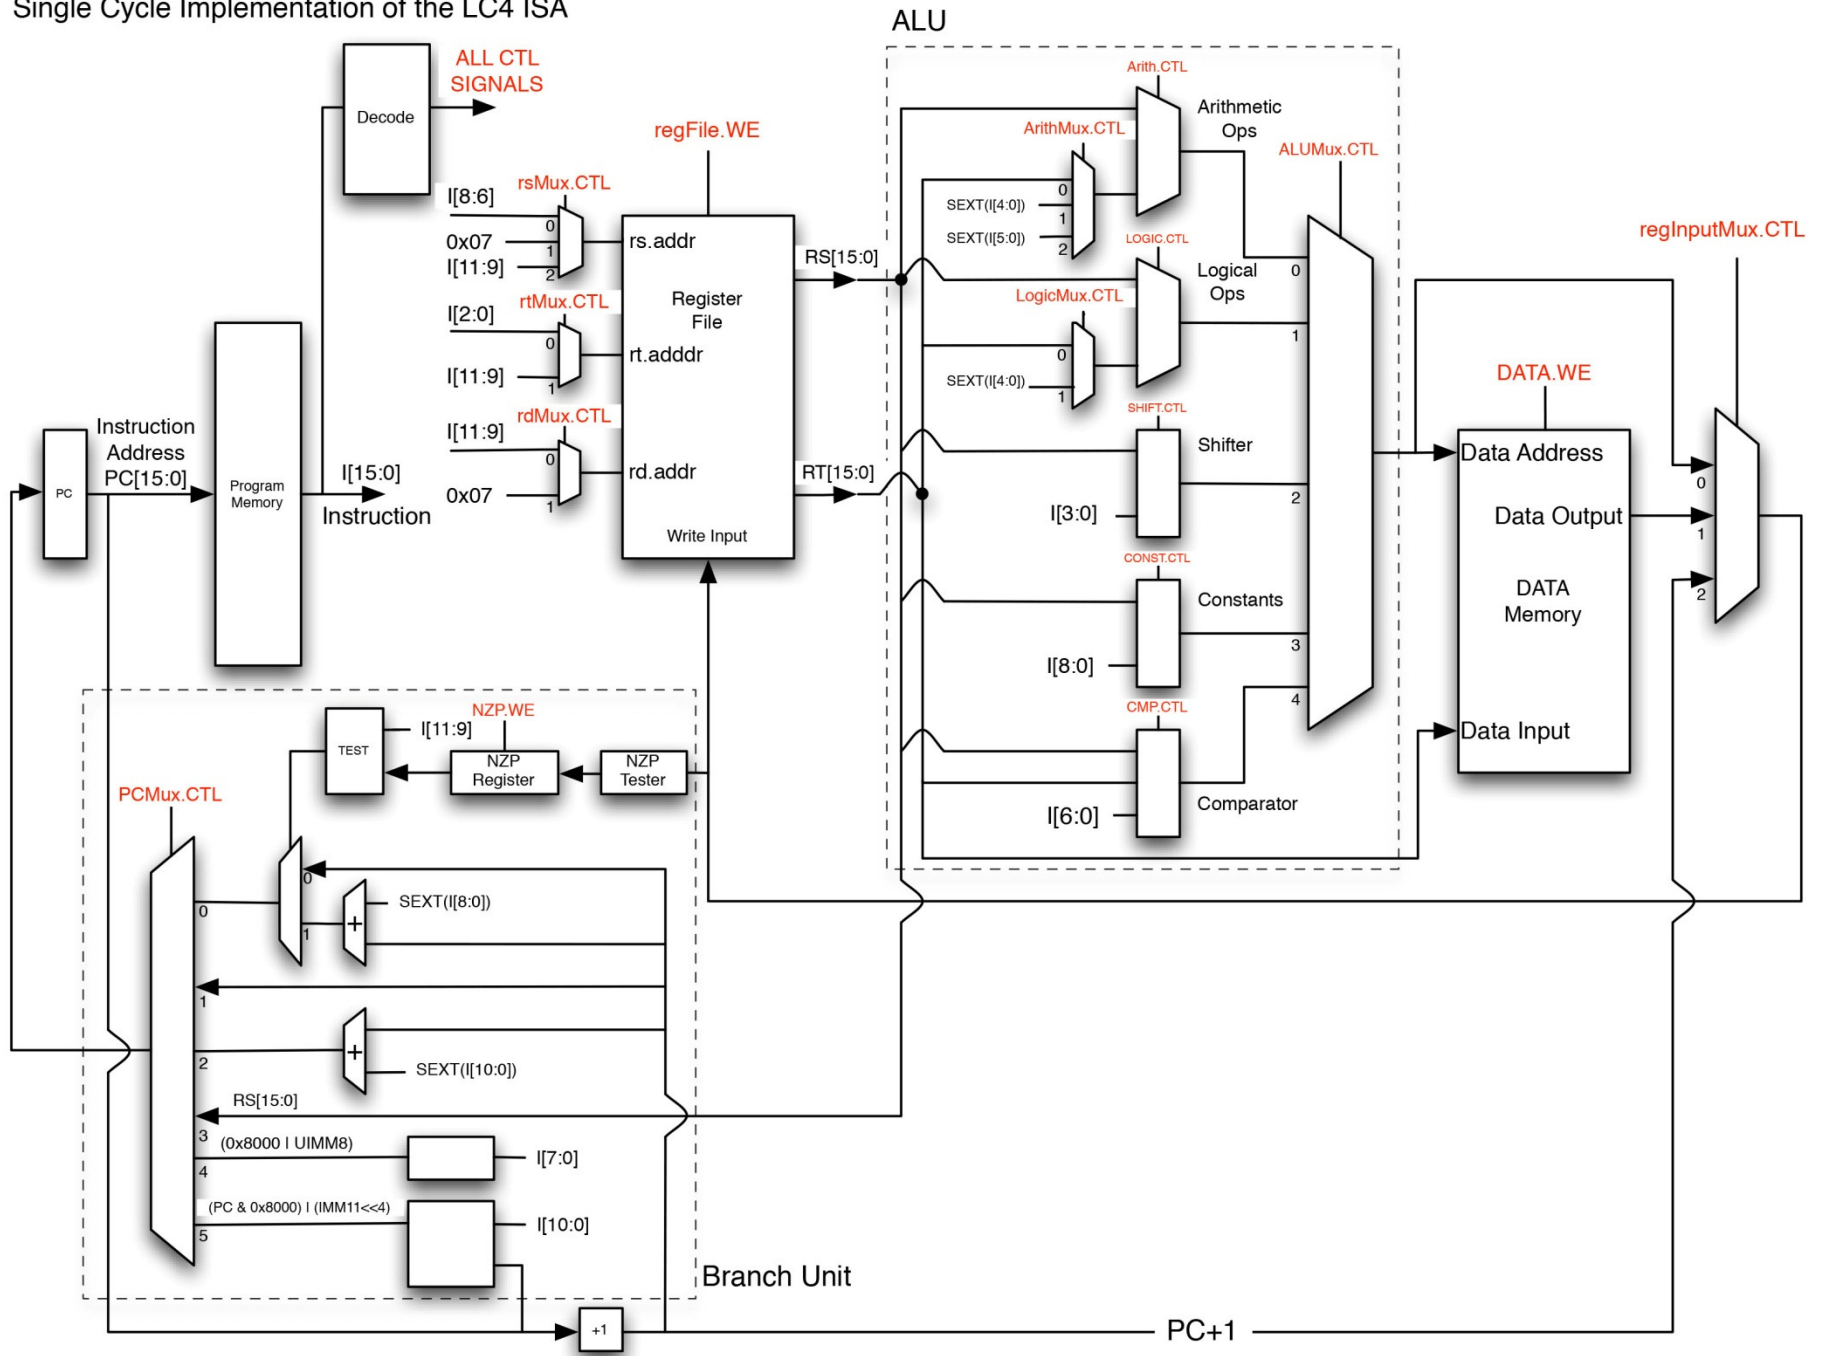 Single Cycle Implementation of the LC4 ISA
ALU
ALL CTL
SIGNALS
Decode
regFile.WE
rsMux.CTL
I[8:6]
0
0x07
1
I[11:9]
2
rs.addr
rtMux.CTL
I[2:0]
0
I[11:9]
1
Register
File
rt.adddr
rdMux.CTL
I[11:9]
0
0x07
1
rd.addr
Write Input
RS[15:0]
RT[15:0]
PC
Instruction
Address
PC[15:0]
Program
Memory
I[15:0]
Instruction
Arith.CTL
Arithmetic
Ops
ArithMux.CTL
0
SEXT(I[4:0])
1
SEXT(I[5:0])
2
LOGIC.CTL
Logical
Ops
LogicMux.CTL
0
SEXT(I[4:0])
1
SHIFT.CTL
Shifter
I[3:0]
CONST.CTL
Constants
I[8:0]
CMP.CTL
Comparator
I[6:0]
ALUMux.CTL
0
1
2
3
4
DATA.WE
Data Address
Data Output
DATA
Memory
Data Input
regInputMux.CTL
0
1
2
NZP.WE
TEST
I[11:9]
NZP
Register
NZP
Tester
PCMux.CTL
0
SEXT(I[8:0])
+
1
0
1
+
2
SEXT(I[10:0])
RS[15:0]
3
(0x8000 | UIMM8)
4
I[7:0]
(PC & 0x8000) | (IMM11<<4)
5
I[10:0]
Branch Unit
+1
PC+1